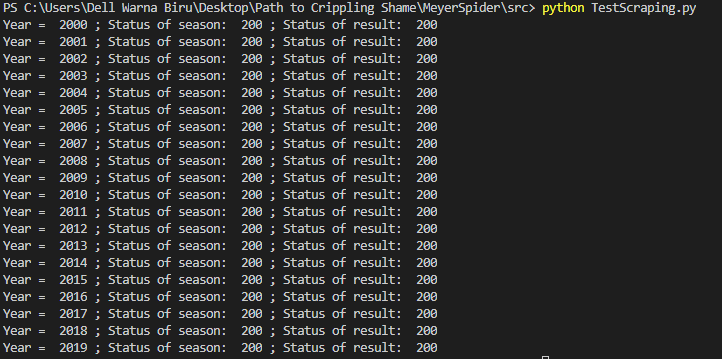 PS C:\Users\Dell Warna Biru\Desktop\Path to Crippling Shame\MeyerSpider\src> python TestScraping.py
Year =  2000 ; Status of season:  200 ; Status of result:  200
Year =  2001 ; Status of season:  200 ; Status of result:  200
Year =  2002 ; Status of season:  200 ; Status of result:  200
Year =  2003 ; Status of season:  200 ; Status of result:  200
Year =  2004 ; Status of season:  200 ; Status of result:  200
Year =  2005 ; Status of season:  200 ; Status of result:  200
Year =  2006 ; Status of season:  200 ; Status of result:  200
Year =  2007 ; Status of season:  200 ; Status of result:  200
Year =  2008 ; Status of season:  200 ; Status of result:  200
Year =  2009 ; Status of season:  200 ; Status of result:  200
Year =  2010 ; Status of season:  200 ; Status of result:  200
Year =  2011 ; Status of season:  200 ; Status of result:  200
Year =  2012 ; Status of season:  200 ; Status of result:  200
Year =  2013 ; Status of season:  200 ; Status of result:  200
Year =  2014 ; Status of season:  200 ; Status of result:  200
Year =  2015 ; Status of season:  200 ; Status of result:  200
Year =  2016 ; Status of season:  200 ; Status of result:  200
Year =  2017 ; Status of season:  200 ; Status of result:  200
Year =  2018 ; Status of season:  200 ; Status of result:  200
Year =  2019 ; Status of season:  200 ; Status of result:  200